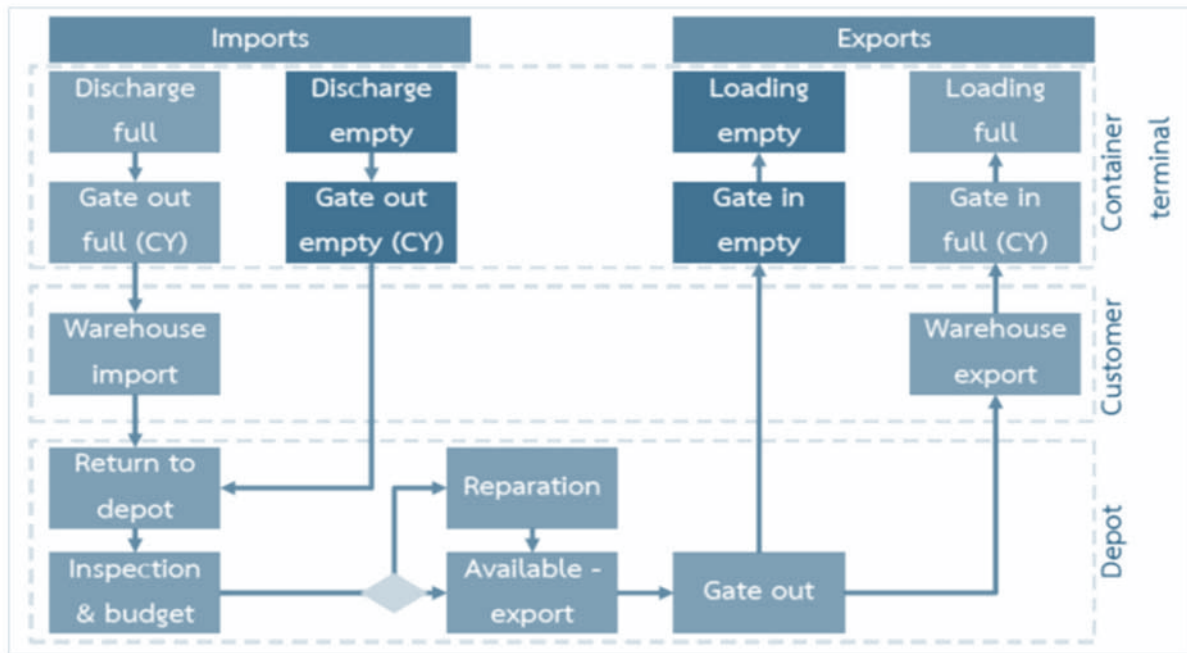 Imports
Exports
Discharge
full
Discharge
empty
Loading
empty
Loading
full
Gate out
full (CY)
Gate out
empty (CY)
Gate in
empty
Gate in
full (CY)
Container
terminal
Warehouse
import
Warehouse
export
Customer
Return to
depot
Reparation
Inspection
& budget
Available -
export
Gate out
Depot